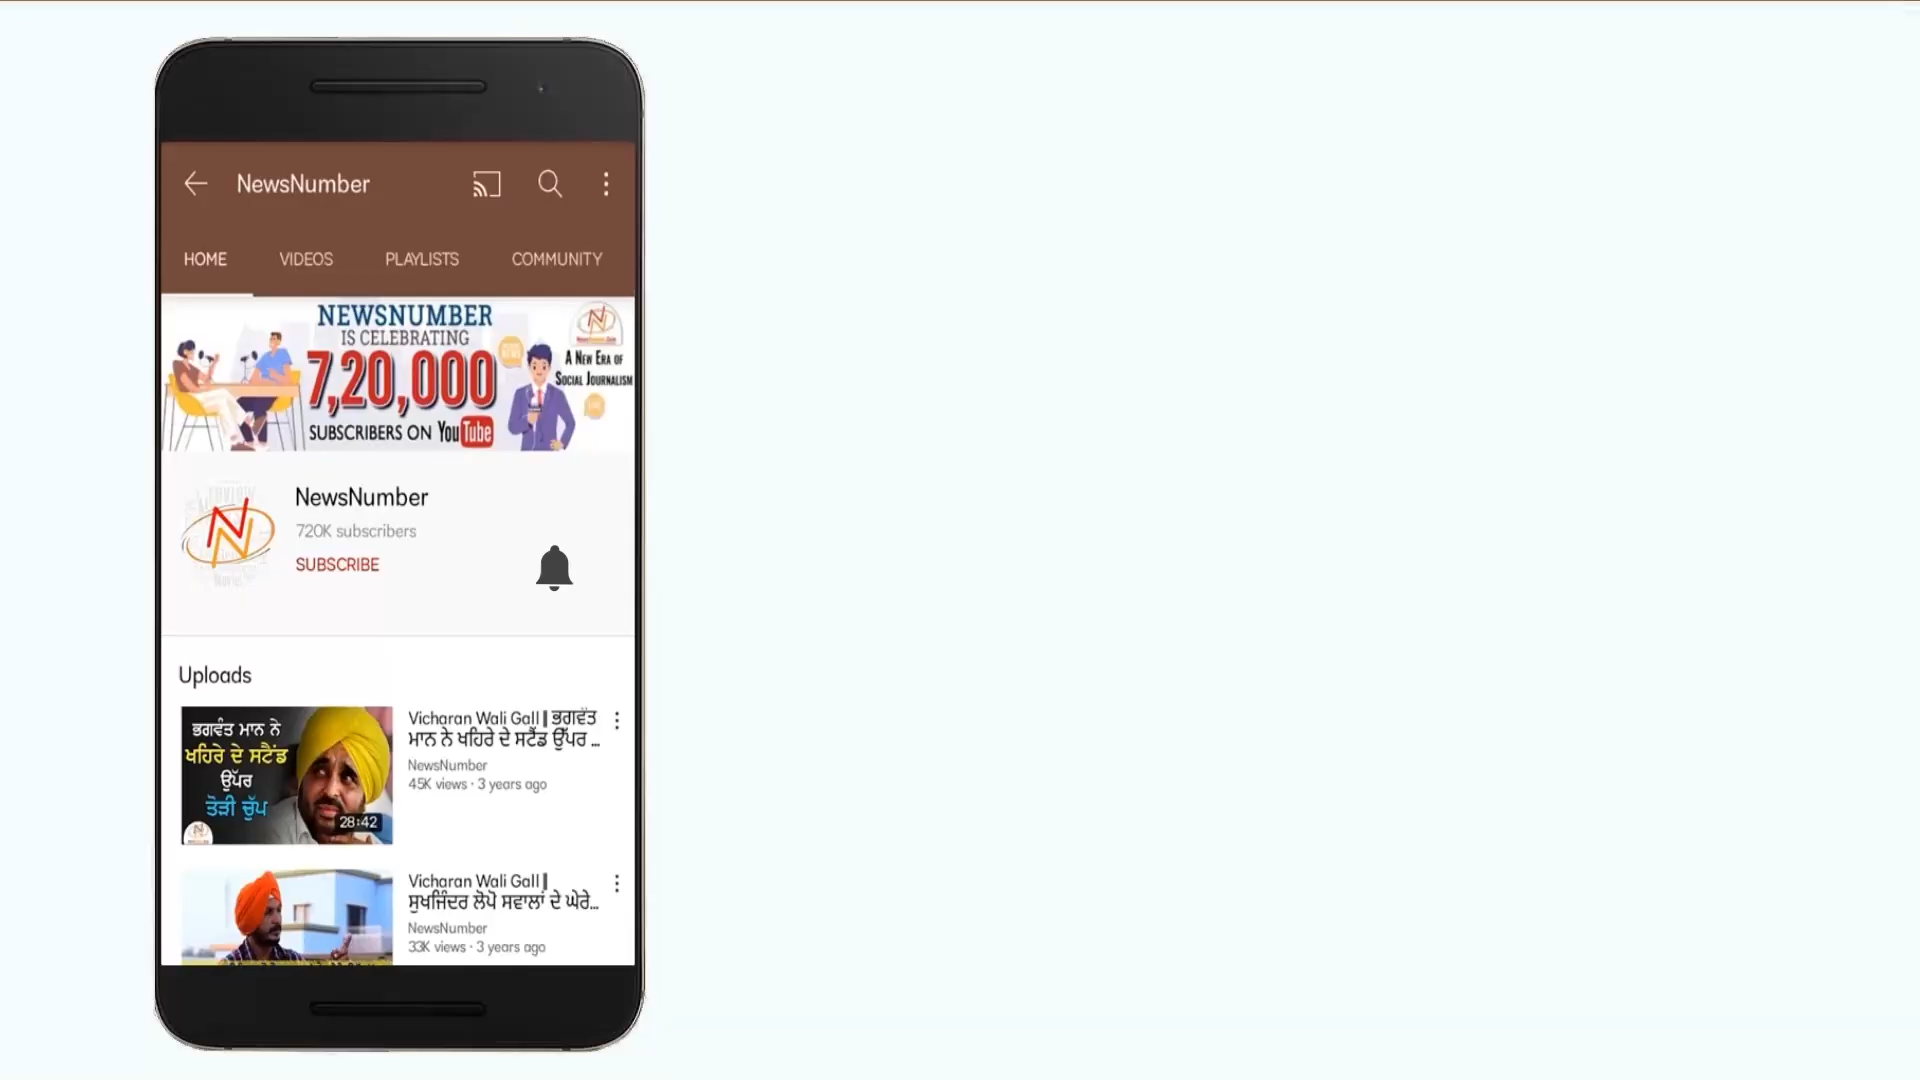 NewsNumber
HOME VIDEOS PLAYLISTS COMMUNITY
NEWSNUMBER
IS CELEBRATING
7,20,000
SUBSCRIBERS ON YouTube
A NEW ERA OF
SOCIAL JOURNALISM
NewsNumber
720K subscribers
SUBSCRIBE
Uploads
ਭਗਵੰਤ ਮਾਨ ਨੇ
ਖਹਿਰੇ ਦੇ ਸਟੈਂਡ
ਉੱਪਰ
ਤੋੜੀ ਚੁੱਪ
28:42
Vicharan Wali Gall || ਭਗਵੰਤ
ਮਾਨ ਨੇ ਖਹਿਰੇ ਦੇ ਸਟੈਂਡ ਉੱਪਰ ...
NewsNumber
45K views · 3 years ago
Vicharan Wali Gall ||
ਸੁਖਜਿੰਦਰ ਲੋਪੋ ਸਵਾਲਾਂ ਦੇ ਘੇਰੇ...
NewsNumber
33K views · 3 years ago